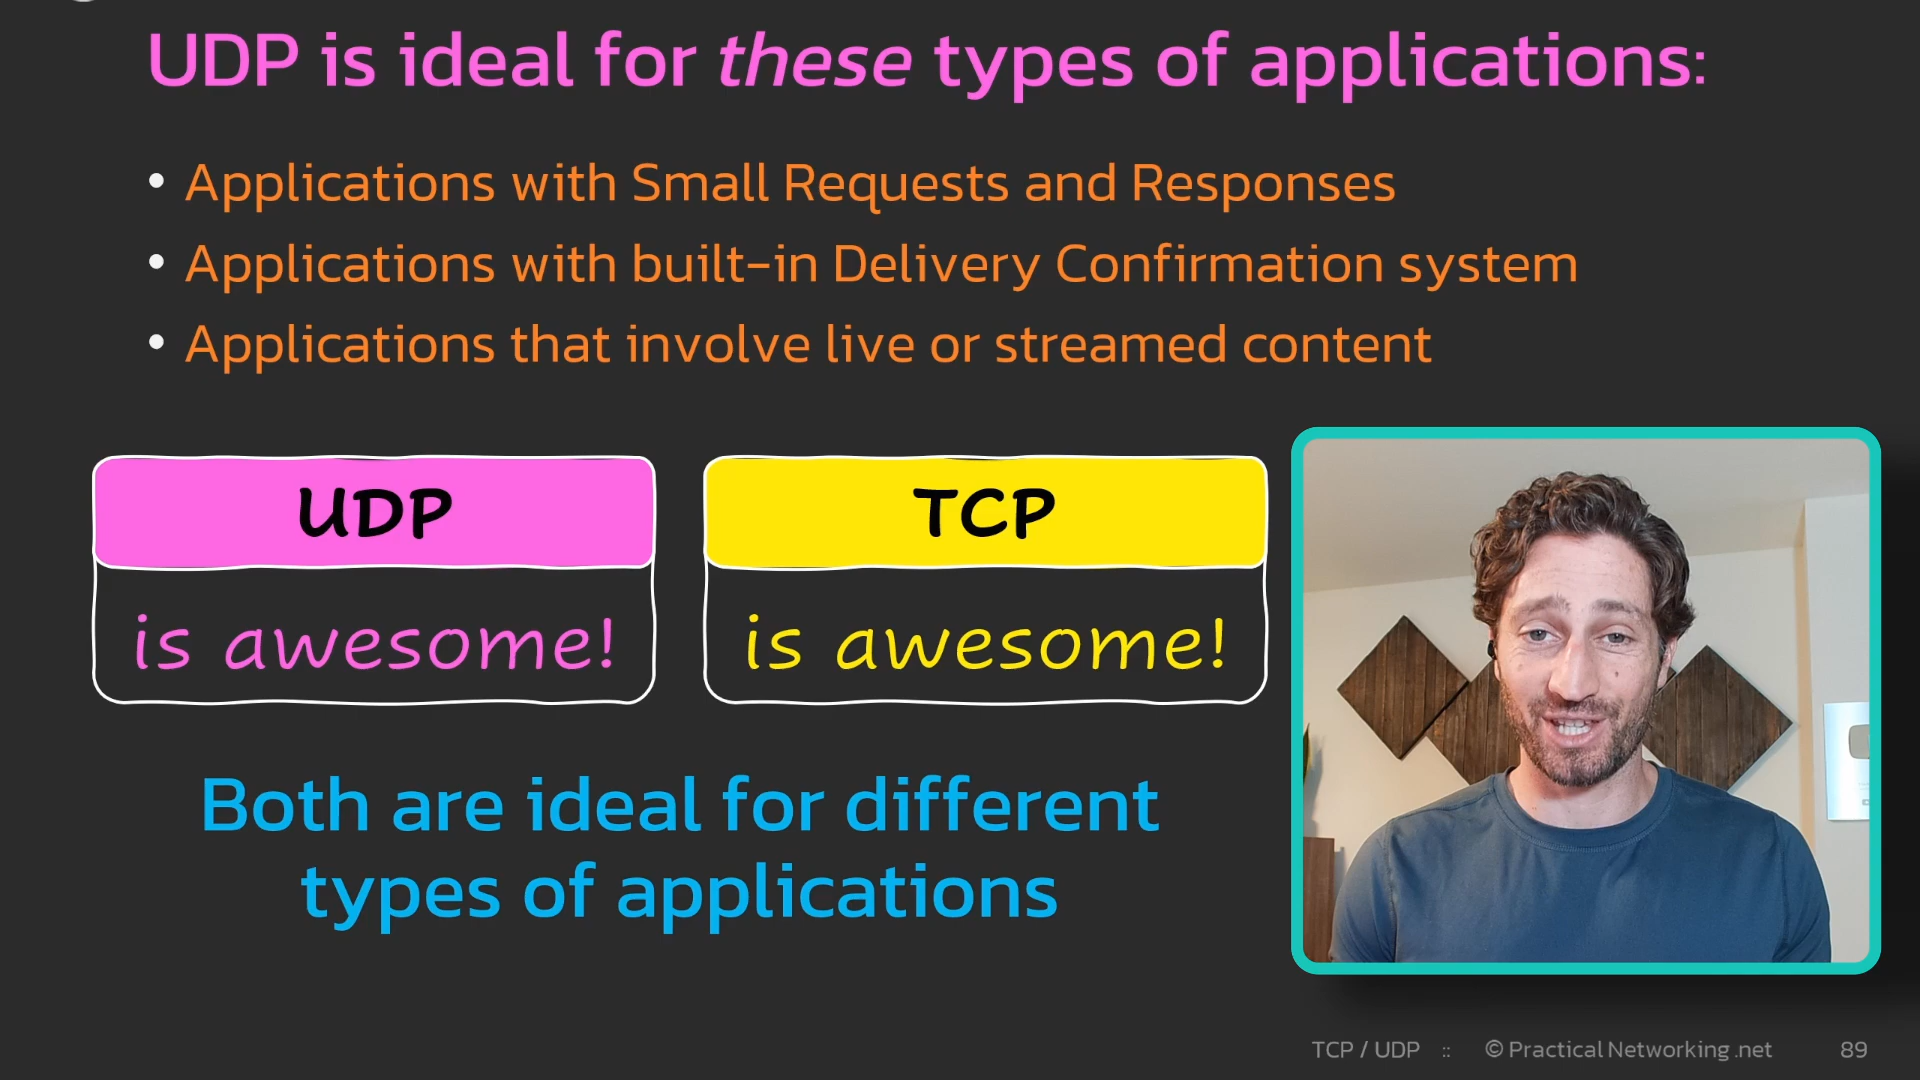 UDP is ideal for these types of applications:
• Applications with Small Requests and Responses
• Applications with built-in Delivery Confirmation system
• Applications that involve live or streamed content
UDP
is awesome!
TCP
is awesome!
Both are ideal for different
types of applications
TCP / UDP :: © Practical Networking .net 89